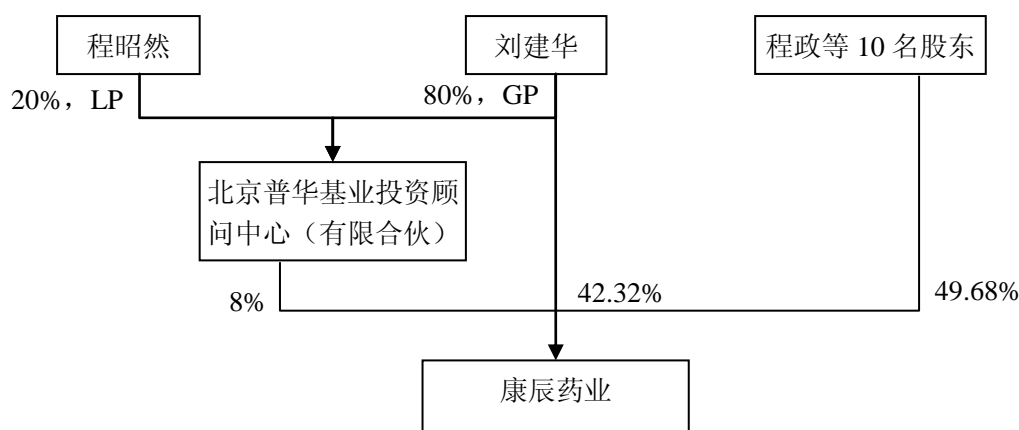 程昭然
刘建华
程政等 10 名股东
20%，LP
80%，GP
北京普华基业投资顾
问中心（有限合伙）
8%
42.32%
49.68%
康辰药业